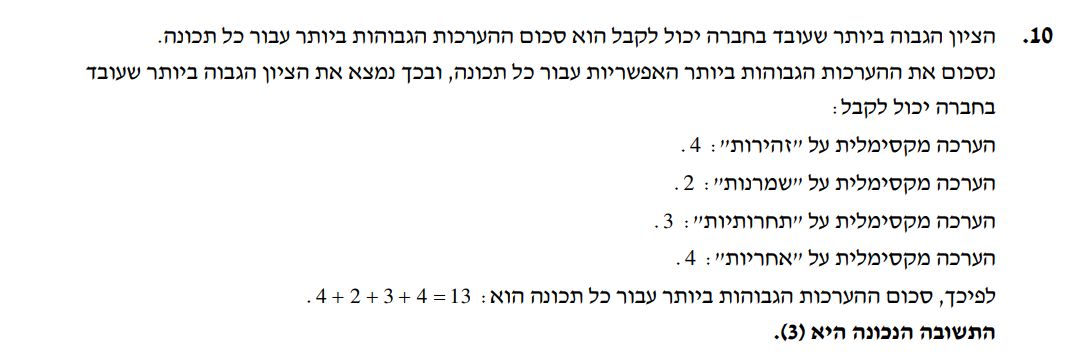 10. הציון הגבוה ביותר שעובד בחברה יכול לקבל הוא סכום ההערכות הגבוהות ביותר עבור כל תכונה.
נסכום את ההערכות הגבוהות ביותר האפשריות עבור כל תכונה, ובכך נמצא את הציון הגבוה ביותר שעובד
בחברה יכול לקבל:
הערכה מקסימלית על "זהירות": 4.
הערכה מקסימלית על "שמרנות": 2.
הערכה מקסימלית על "תחרותיות": 3.
הערכה מקסימלית על "אחריות": 4.
לפיכך, סכום ההערכות הגבוהות ביותר עבור כל תכונה הוא: 4 + 2 + 3 + 4 = 13.
התשובה הנכונה היא (3).